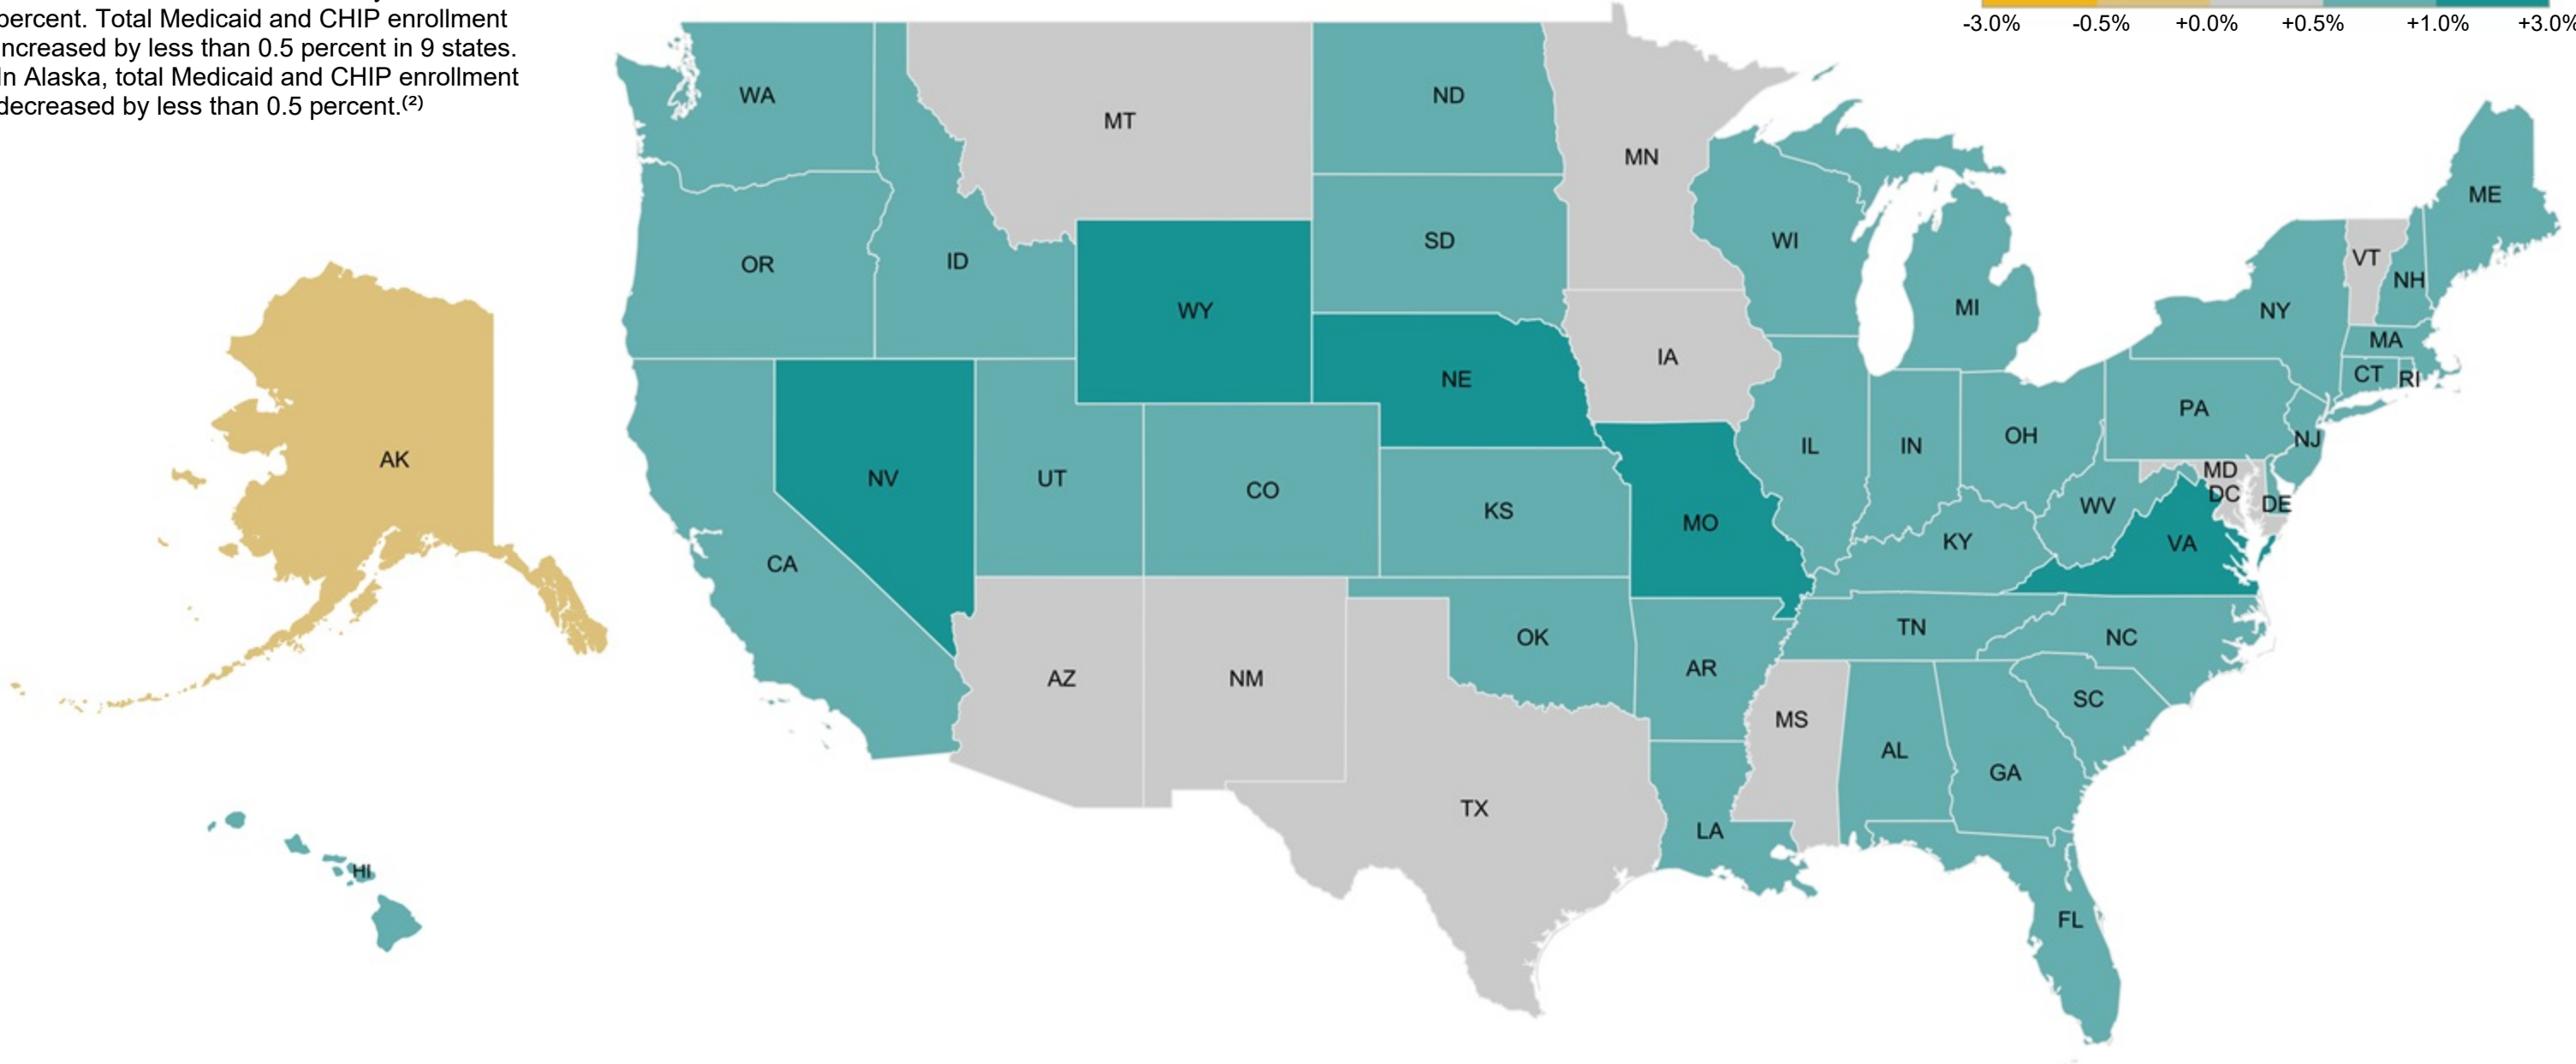 percent. Total Medicaid and CHIP enrollment
increased by less than 0.5 percent in 9 states.
In Alaska, total Medicaid and CHIP enrollment
decreased by less than 0.5 percent.⁽²⁾
-3.0% -0.5% +0.0% +0.5% +1.0% +3.0%
WA
MT
ND
MN
ME
OR
ID
SD
WI
VT
NH
WY
MI
NY
MA
IA
NE
CT RI
PA
AK
NV
UT
CO
IL
IN
OH
NJ
MD
DC
DE
KS
MO
WV
KY
VA
CA
OK
TN
NC
AZ
NM
AR
MS
SC
AL
GA
TX
LA
HI
FL